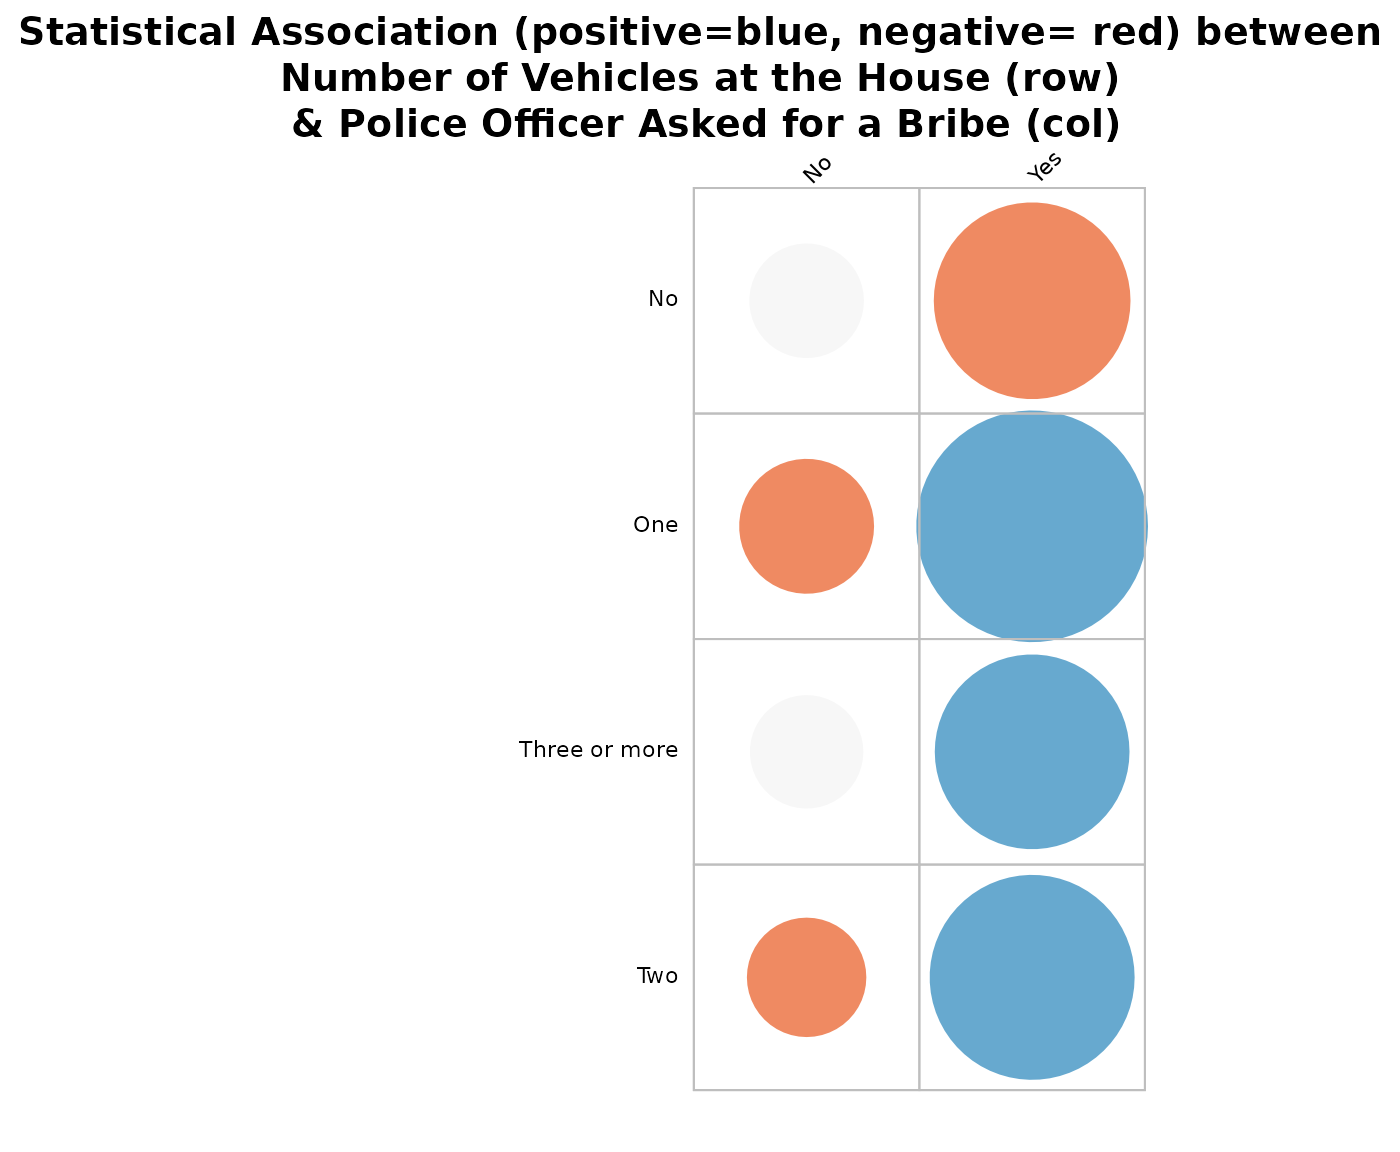 Statistical Association (positive=blue, negative= red) between
Number of Vehicles at the House (row)
& Police Officer Asked for a Bribe (col)
No Yes
No
One
Three or more
Two